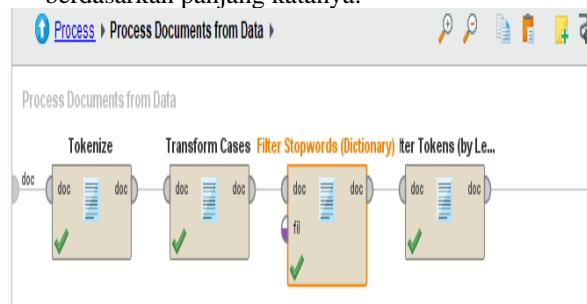 berdasarkan panjang katanya.
Process ▸ Process Documents from Data ▸
Process Documents from Data
Tokenize Transform Cases Filter Stopwords (Dictionary) lter Tokens (by Le...
doc doc doc doc doc doc doc doc doc
fil